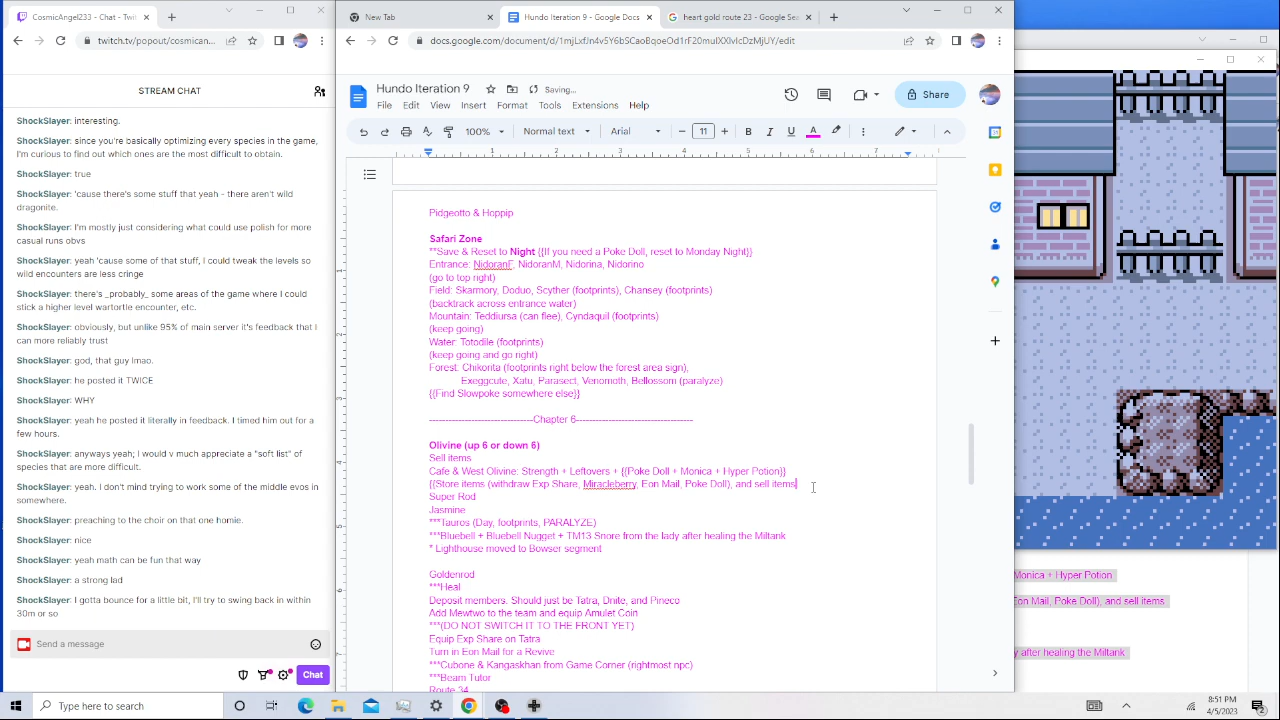 CosmicAngel233 - Chat - Twit
twitch.tv/popout/cosmican...
STREAM CHAT
ShockSlayer: interesting.
ShockSlayer: since you're basically optimizing every species in the game,
I'm curious to find out which ones are the most difficult to obtain.
ShockSlayer: true
ShockSlayer: 'cause there's some stuff that yeah - there aren't wild
dragonite.
ShockSlayer: I'm mostly just considering what could use polish for more
casual runs obvs
ShockSlayer: yeah 'cause some of that stuff, I could tweak the levels so
wild encounters are less cringe
ShockSlayer: there's _probably_ some areas of the game where I could
stick a higher level wartortle encounter, etc.
ShockSlayer: obviously, but unlike 95% of main server it's feedback that I
can more reliably trust
ShockSlayer: god, that guy lmao.
ShockSlayer: he posted it TWICE
ShockSlayer: WHY
ShockSlayer: yeah he posted it literally in feedback. I timed him out for a
few hours.
ShockSlayer: anyways yeah; I would v much appreciate a "soft list" of
species that are more difficult.
ShockSlayer: yeah. I don't mind trying to work some of the middle evos in
somewhere.
ShockSlayer: preaching to the choir on that one homie.
ShockSlayer: nice
ShockSlayer: yeah math can be fun that way
ShockSlayer: a strong lad
ShockSlayer: I gotta bounce for a little bit, I'll try to swing back in within
30m or so
Send a message
Chat
New Tab
Hundo Iteration 9 - Google Docs
heart gold route 23 - Google Sea
docs.google.com/document/d/1mjLxfJn4v5Y6bSCaoBqoeOd1rF20mulXXlvIcDzMjUY/edit
Hundo Iteration 9
Saving...
File Edit View Insert Format Tools Extensions Help
Share
100% Normal text Arial 11 B I U A
1 2 3 4 5 6 7
Pidgeotto & Hoppip
Safari Zone
**Save & Reset to Night {{If you need a Poke Doll, reset to Monday Night}}
Entrance: NidoranF, NidoranM, Nidorina, Nidorino
(go to top right)
Field: Skarmory, Doduo, Scyther (footprints), Chansey (footprints)
(backtrack across entrance water)
Mountain: Teddiursa (can flee), Cyndaquil (footprints)
(keep going)
Water: Totodile (footprints)
(keep going and go right)
Forest: Chikorita (footprints right below the forest area sign),
Exeggcute, Xatu, Parasect, Venomoth, Bellossom (paralyze)
{{Find Slowpoke somewhere else}}
--------------------------------Chapter 6------------------------------------
Olivine (up 6 or down 6)
Sell items
Cafe & West Olivine: Strength + Leftovers + {{Poke Doll + Monica + Hyper Potion}}
{{Store items (withdraw Exp Share, Miracleberry, Eon Mail, Poke Doll), and sell items
Super Rod
Jasmine
***Tauros (Day, footprints, PARALYZE)
***Bluebell + Bluebell Nugget + TM13 Snore from the lady after healing the Miltank
* Lighthouse moved to Bowser segment
Goldenrod
***Heal
Deposit members. Should just be Tatra, Dnite, and Pineco.
Add Mewtwo to the team and equip Amulet Coin
***(DO NOT SWITCH IT TO THE FRONT YET)
Equip Exp Share on Tatra
Turn in Eon Mail for a Revive
***Cubone & Kangaskhan from Game Corner (rightmost npc)
***Beam Tutor
Route 34
Monica + Hyper Potion
Eon Mail, Poke Doll), and sell items
y after healing the Miltank
Type here to search
8:51 PM
4/5/2023
2